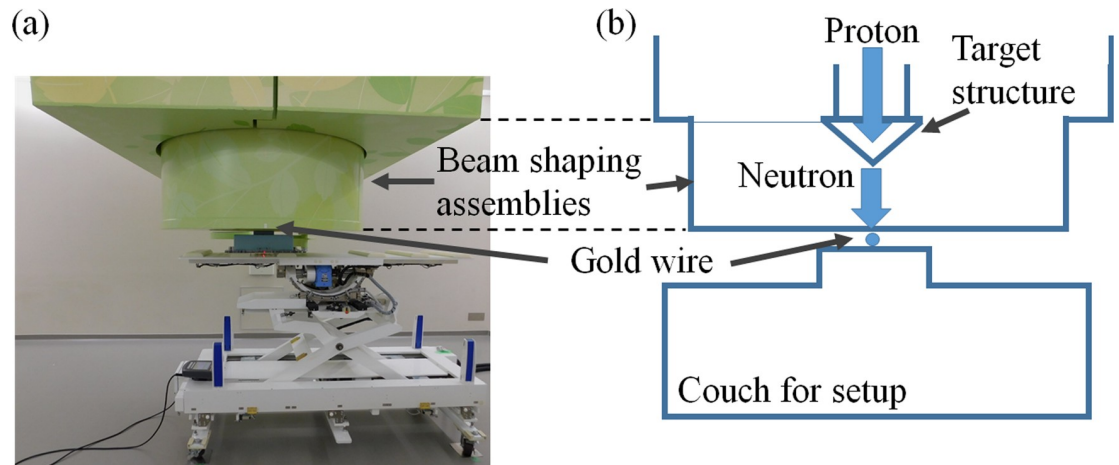 (a)
(b)
Proton
Target
structure
Beam shaping
assemblies
Neutron
Gold wire
Couch for setup